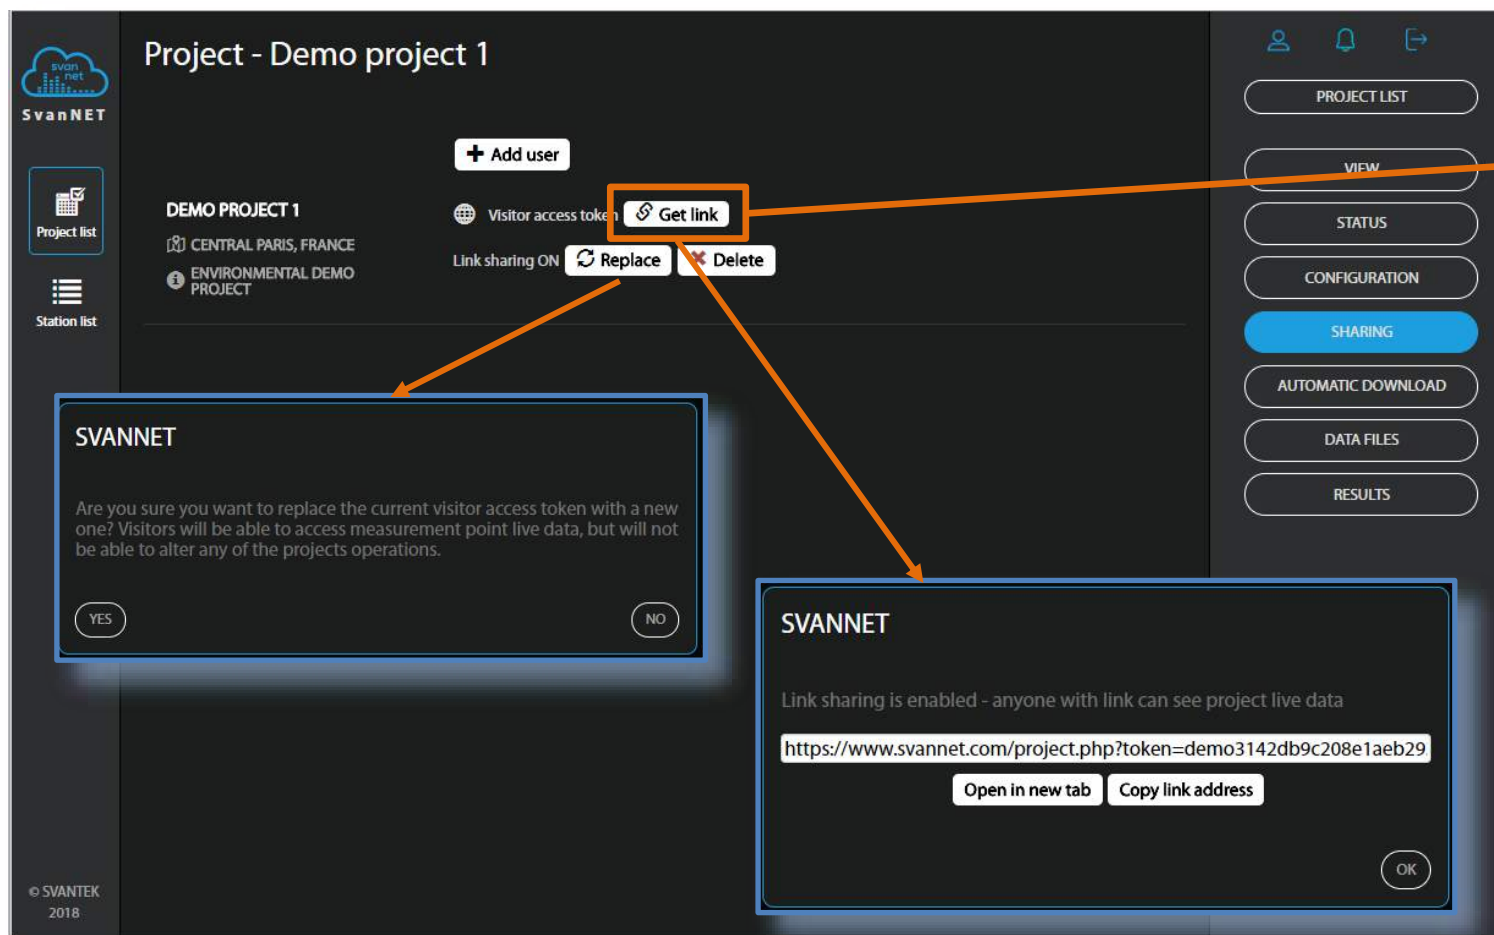 svan
net
SvanNET
Project list
Station list
© SVANTEK
2018
Project - Demo project 1
Add user
DEMO PROJECT 1
CENTRAL PARIS, FRANCE
ENVIRONMENTAL DEMO
PROJECT
Visitor access token Get link
Link sharing ON Replace Delete
SVANNET
Are you sure you want to replace the current visitor access token with a new
one? Visitors will be able to access measurement point live data, but will not
be able to alter any of the projects operations.
YES NO
SVANNET
Link sharing is enabled - anyone with link can see project live data
https://www.svannet.com/project.php?token=demo3142db9c208e1aeb29
Open in new tab Copy link address
OK
PROJECT LIST
VIEW
STATUS
CONFIGURATION
SHARING
AUTOMATIC DOWNLOAD
DATA FILES
RESULTS